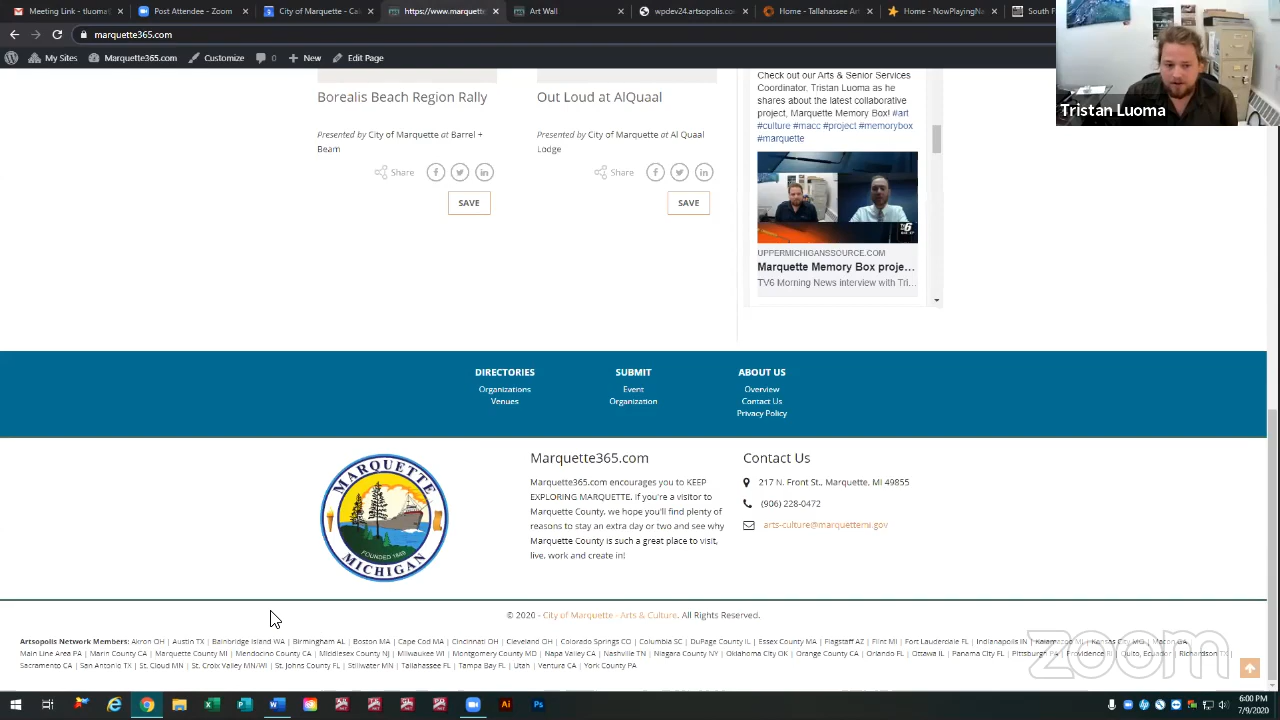 Meeting Link - tluoma@
Post Attendee - Zoom
City of Marquette - Ca
https://www.marquett
Art Wall
wpdev24.artsopolis.co
Home - Tallahassee Art
Home - NowPlayingN
South F
marquette365.com
My Sites
Marquette365.com
Customize
0
New
Edit Page
Tristan Luoma
Borealis Beach Region Rally
Presented by City of Marquette at Barrel +
Beam
Share
SAVE
Out Loud at AlQuaal
Presented by City of Marquette at Al Quaal
Lodge
Share
SAVE
Check out our Arts & Senior Services
Coordinator, Tristan Luoma as he
shares about the latest collaborative
project, Marquette Memory Box! #art
#culture #macc #project #memorybox
#marquette
UPPERMICHIGANSSOURCE.COM
Marquette Memory Box proje...
TV6 Morning News interview with Tri...
DIRECTORIES
Organizations
Venues
SUBMIT
Event
Organization
ABOUT US
Overview
Contact Us
Privacy Policy
MARQUETTE
FOUNDED 1849
MICHIGAN
Marquette365.com
Marquette365.com encourages you to KEEP
EXPLORING MARQUETTE. If you're a visitor to
Marquette County, we hope you'll find plenty of
reasons to stay an extra day or two and see why
Marquette County is such a great place to visit,
live, work and create in!
Contact Us
217 N. Front St., Marquette, MI 49855
(906) 228-0472
arts-culture@marquettemi.gov
© 2020 - City of Marquette - Arts & Culture. All Rights Reserved.
Artsopolis Network Members: Akron OH | Austin TX | Bainbridge Island WA | Birmingham AL | Boston MA | Cape Cod MA | Cincinnati OH | Cleveland OH | Colorado Springs CO | Columbia SC | DuPage County IL | Essex County MA | Flagstaff AZ | Flint MI | Fort Lauderdale FL | Indianapolis IN | Kalamazoo MI | Kansas City MO | Macon GA
Main Line Area PA | Marin County CA | Marquette County MI | Mendocino County CA | Middlesex County NJ | Milwaukee WI | Montgomery County MD | Napa Valley CA | Nashville TN | Niagara County NY | Oklahoma City OK | Orange County CA | Orlando FL | Ottawa IL | Panama City FL | Pittsburgh PA | Providence RI | Quito, Ecuador | Richardson TX |
Sacramento CA | San Antonio TX | St. Cloud MN | St. Croix Valley MN/WI | St. Johns County FL | Stillwater MN | Tallahassee FL | Tampa Bay FL | Utah | Ventura CA | York County PA
zoom
6:00 PM
7/9/2020